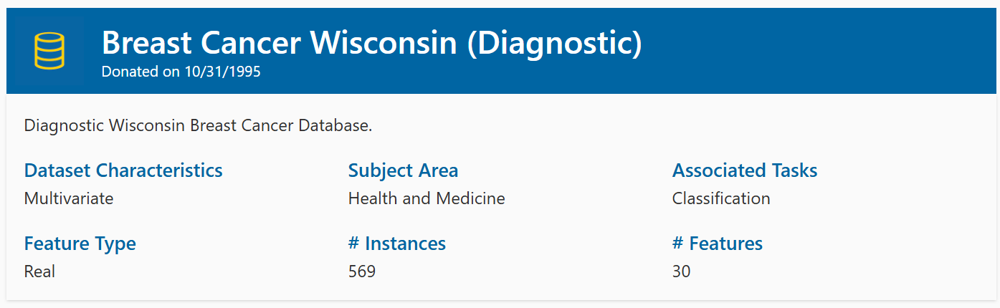 Breast Cancer Wisconsin (Diagnostic)
Donated on 10/31/1995
Diagnostic Wisconsin Breast Cancer Database.
Dataset Characteristics
Multivariate
Subject Area
Health and Medicine
Associated Tasks
Classification
Feature Type
Real
# Instances
569
# Features
30